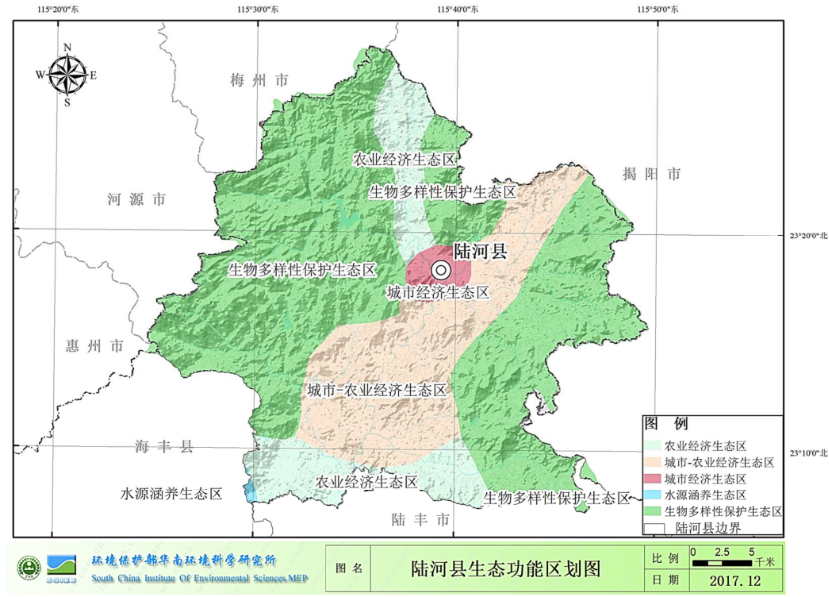 115°20'0"东 115°30'0"东 115°40'0"东 115°50'0"东
N
W E
S
梅州市
农业经济生态区
揭阳市
生物多样性保护生态区
河源市
23°20'0"北
陆河县
生物多样性保护生态区
城市经济生态区
惠州市
城市-农业经济生态区
海丰县
23°10'0"北
农业经济生态区
水源涵养生态区
生物多样性保护生态区
陆丰市
图 例
农业经济生态区
城市-农业经济生态区
城市经济生态区
水源涵养生态区
生物多样性保护生态区
陆河县边界
环境保护部华南环境科学研究所
South China Institute Of Environmental Sciences.MEP
图 名
陆河县生态功能区划图
比 例
0 2.5 5
千米
日 期
2017.12